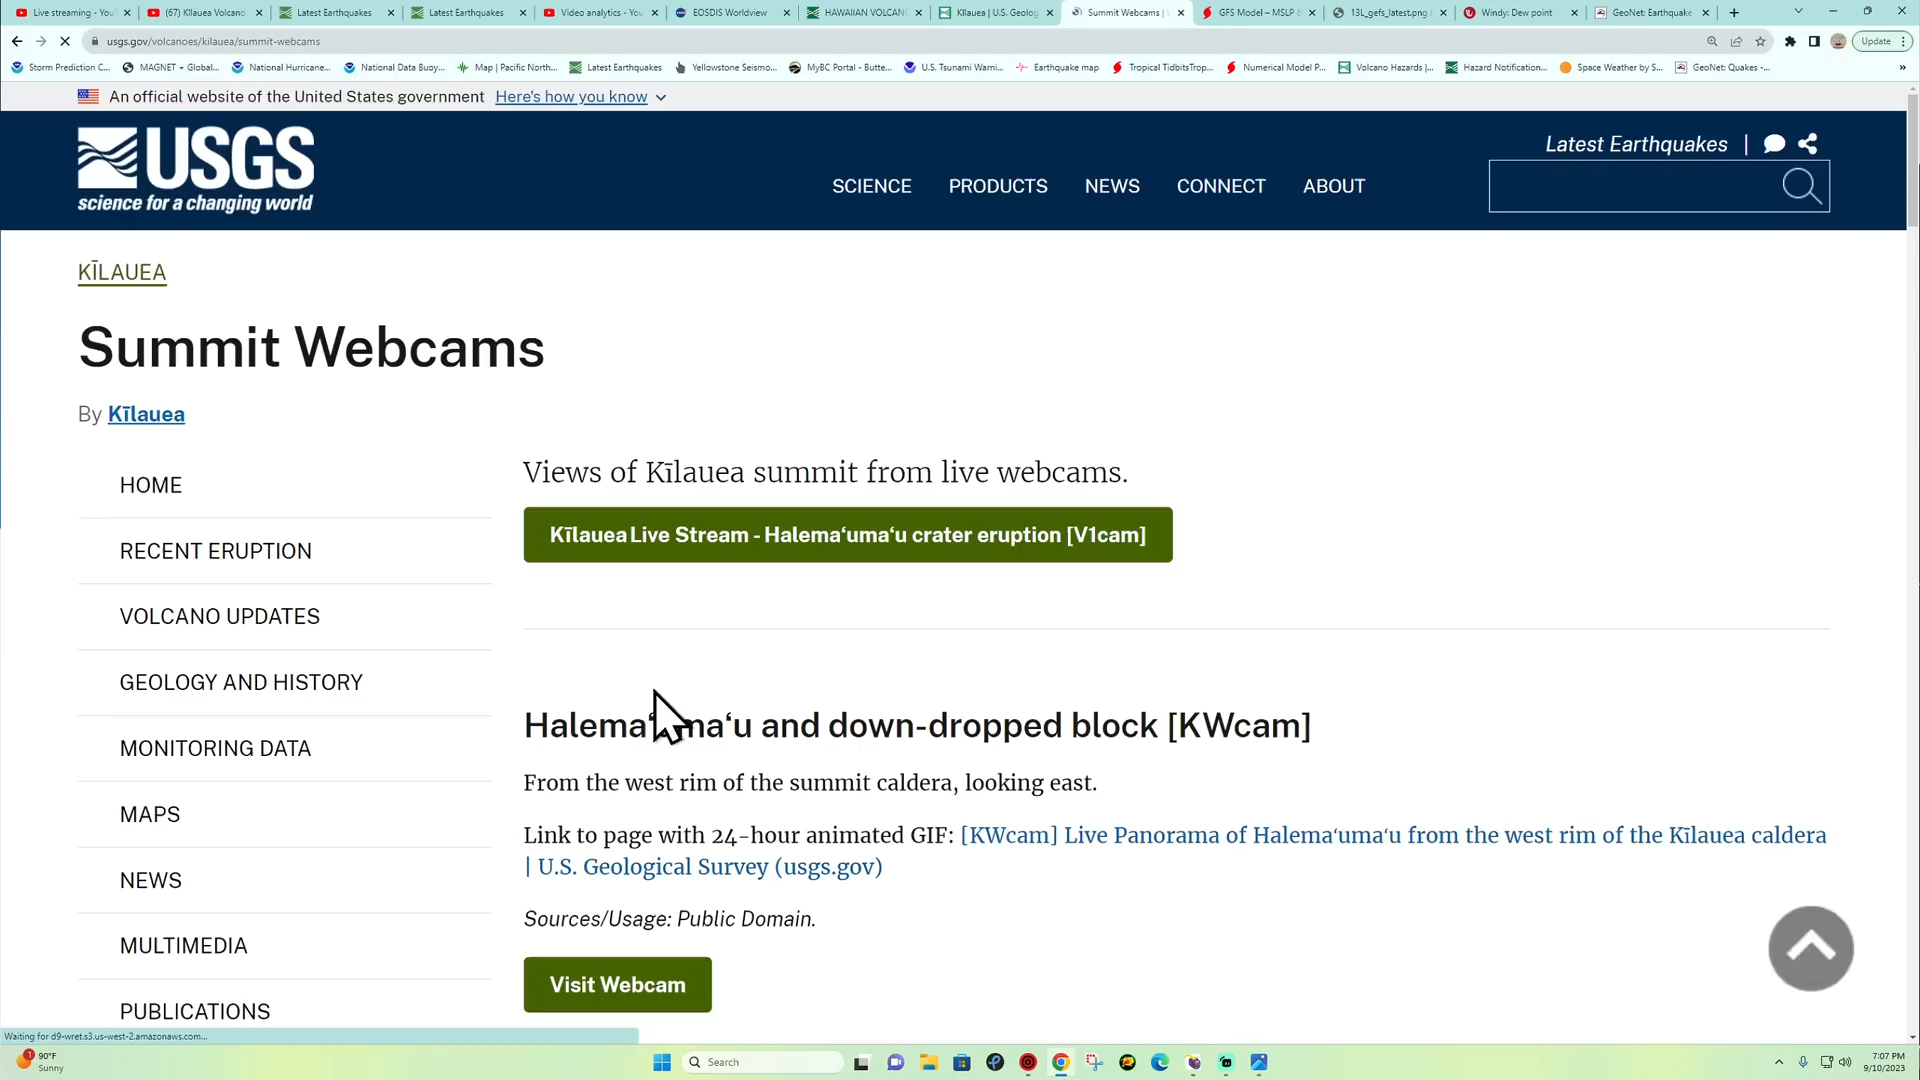 Live streaming - You
(67) Kīlauea Volcano
Latest Earthquakes
Latest Earthquakes
Video analytics - You
EOSDIS Worldview
HAWAIIAN VOLCAN
Kīlauea | U.S. Geolog
Summit Webcams |
GFS Model – MSLP &
13L_gefs_latest.png
Windy: Dew point
GeoNet: Earthquake
usgs.gov/volcanoes/kilauea/summit-webcams
Update
Storm Prediction C...
MAGNET + Global...
National Hurricane...
National Data Buoy...
Map | Pacific North...
Latest Earthquakes
Yellowstone Seismo...
MyBC Portal - Butte...
U.S. Tsunami Warni...
Earthquake map
Tropical TidbitsTrop...
Numerical Model P...
Volcano Hazards |...
Hazard Notification...
Space Weather by S...
GeoNet: Quakes -...
An official website of the United States government Here's how you know
USGS
science for a changing world
Latest Earthquakes |
SCIENCE PRODUCTS NEWS CONNECT ABOUT
KĪLAUEA
Summit Webcams
By Kīlauea
HOME
RECENT ERUPTION
VOLCANO UPDATES
GEOLOGY AND HISTORY
MONITORING DATA
MAPS
NEWS
MULTIMEDIA
PUBLICATIONS
Views of Kīlauea summit from live webcams.
Kīlauea Live Stream - Halemaʻumaʻu crater eruption [V1cam]
Halemaʻumaʻu and down-dropped block [KWcam]
From the west rim of the summit caldera, looking east.
Link to page with 24-hour animated GIF: [KWcam] Live Panorama of Halemaʻumaʻu from the west rim of the Kīlauea caldera
| U.S. Geological Survey (usgs.gov)
Sources/Usage: Public Domain.
Visit Webcam
Waiting for d9-wret.s3.us-west-2.amazonaws.com...
1
90°F
Sunny
Search
7:07 PM
9/10/2023